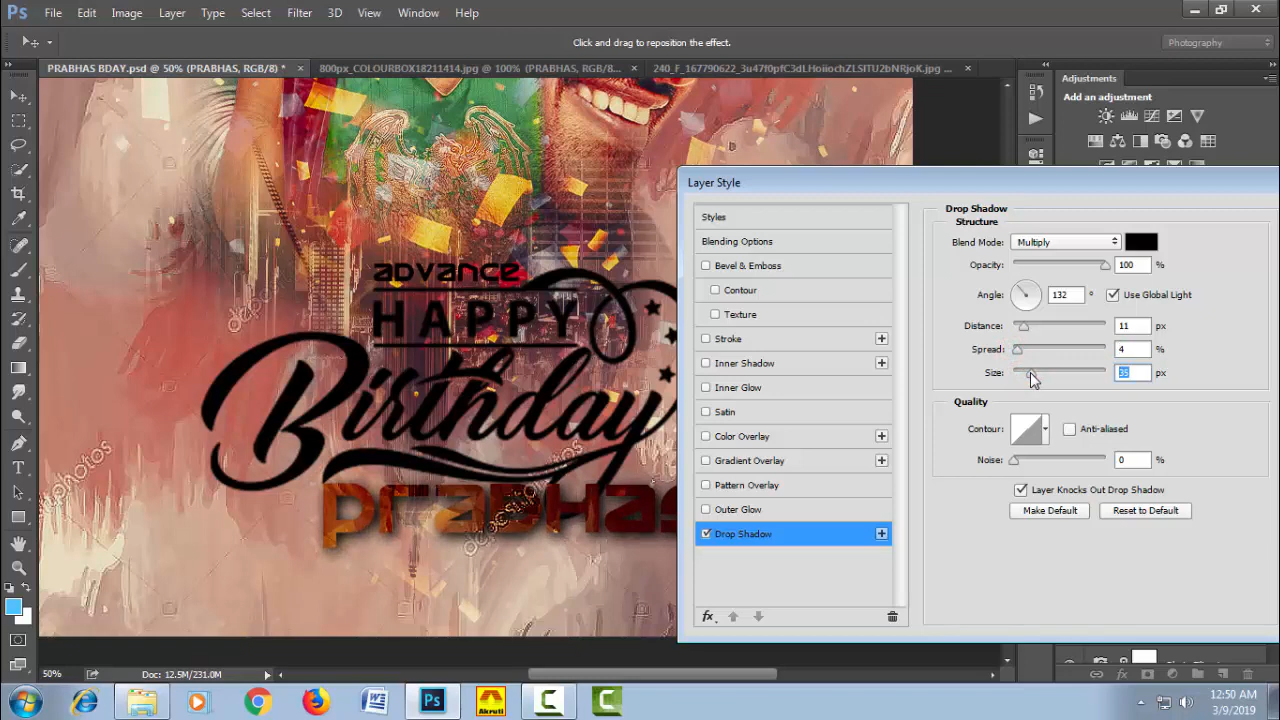 Ps File Edit Image Layer Type Select Filter 3D View Window Help
Click and drag to reposition the effect.
Photography
PRABHAS BDAY.psd @ 50% (PRABHAS, RGB/8) * ×
800px_COLOURBOX18211414.jpg @ 100% (PRABHAS, RGB/8... ×
240_F_167790622_3u47f0pfC3dLHoiiochZLSITU2bNRjoK.jpg ... ×
Adjustments
Add an adjustment
Layer Style
Styles
Blending Options
Bevel & Emboss
Contour
Texture
Stroke
Inner Shadow
Inner Glow
Satin
Color Overlay
Gradient Overlay
Pattern Overlay
Outer Glow
Drop Shadow
fx
Drop Shadow
Structure
Blend Mode: Multiply
Opacity: 100 %
Angle: 132 ° Use Global Light
Distance: 11 px
Spread: 4 %
Size: 35 px
Quality
Contour: Anti-aliased
Noise: 0 %
Layer Knocks Out Drop Shadow
Make Default Reset to Default
advance
HAPPY
Birthday
prabhas
depositphotos
50% Doc: 12.5M/231.0M
Ps Akruti
12:50 AM
3/9/2019